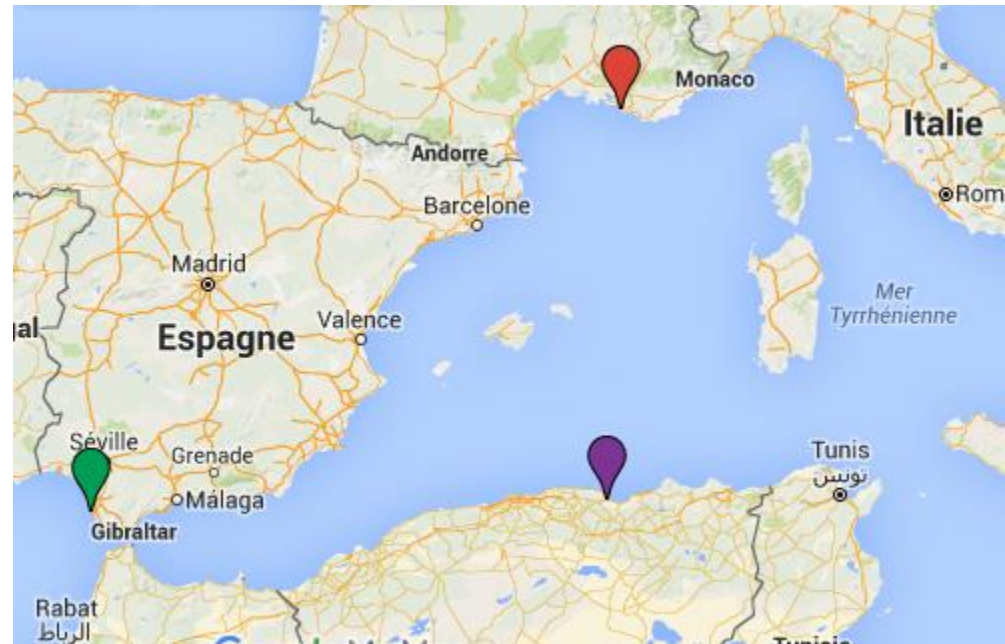 Monaco
Italie
Andorre
Barcelone
Rom
Madrid
Mer
Tyrrhénienne
Valence
Espagne
gal
Séville
Grenade
Tunis
تونس
Málaga
Gibraltar
Rabat
الرباط